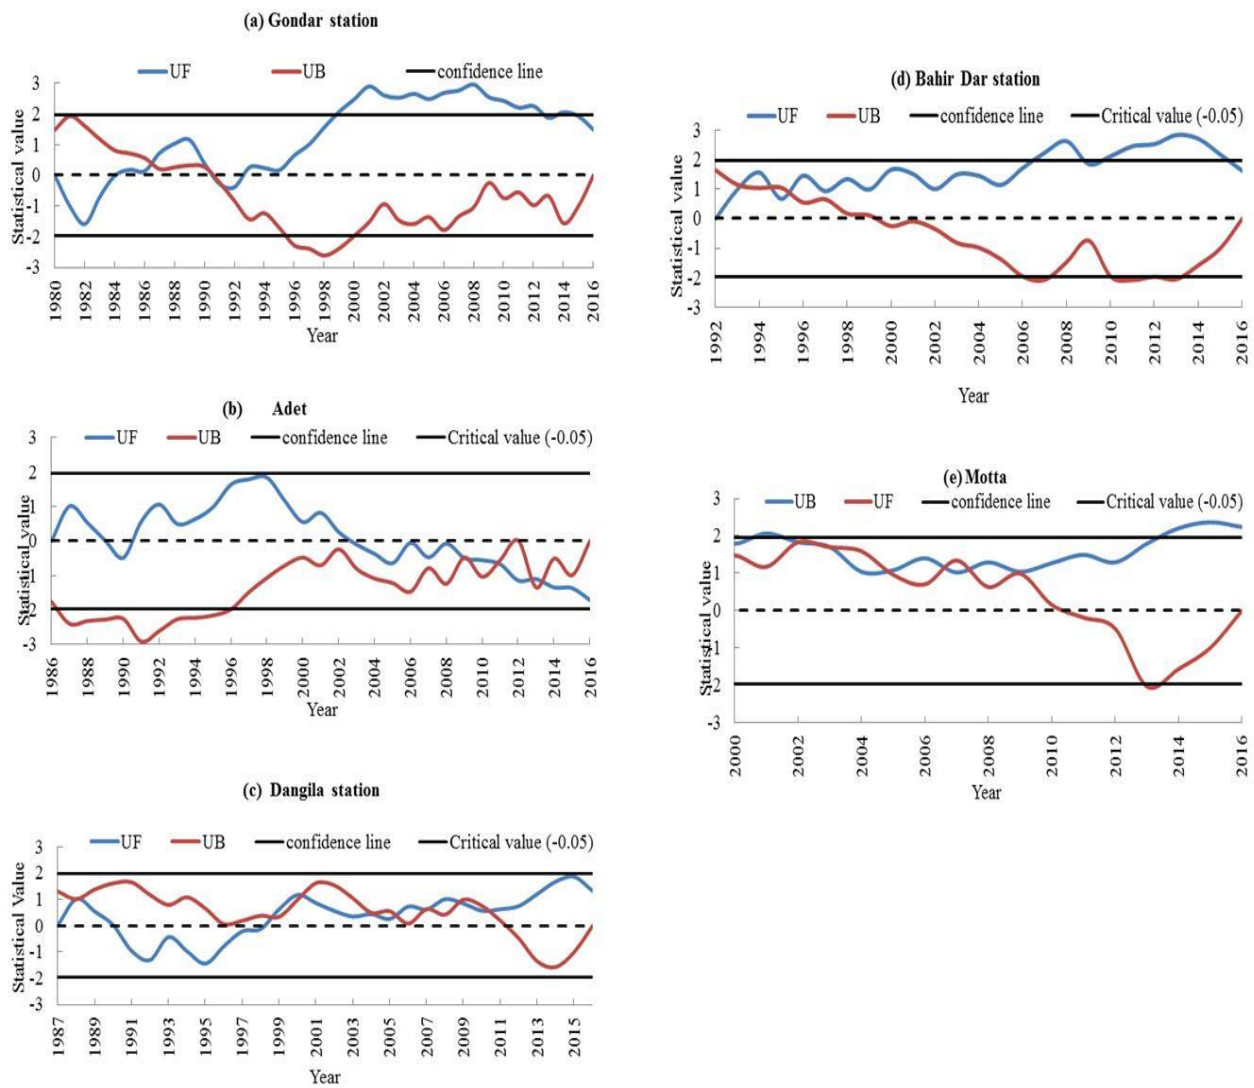 (a) Gondar station
UF UB confidence line
Statistical value
3
2
1
0
-1
-2
-3
1980 1982 1984 1986 1988 1990 1992 1994 1996 1998 2000 2002 2004 2006 2008 2010 2012 2014 2016
Year
(b) Adet
UF UB confidence line Critical value (-0.05)
Statistical value
3
2
1
0
1
2
-3
1986 1988 1990 1992 1994 1996 1998 2000 2002 2004 2006 2008 2010 2012 2014 2016
Year
(c) Dangila station
UF UB confidence line Critical value (-0.05)
Statistical Value
3
2
1
0
-1
-2
-3
1987 1989 1991 1993 1995 1997 1999 2001 2003 2005 2007 2009 2011 2013 2015
Year
(d) Bahir Dar station
UF UB confidence line Critical value (-0.05)
Statistical value
3
2
1
0
-1
-2
-3
1992 1994 1996 1998 2000 2002 2004 2006 2008 2010 2012 2014 2016
Year
(e) Motta
UB UF confidence line Critical value (-0.05)
Statistical value
3
2
1
0
-1
-2
-3
2000 2002 2004 2006 2008 2010 2012 2014 2016
Year